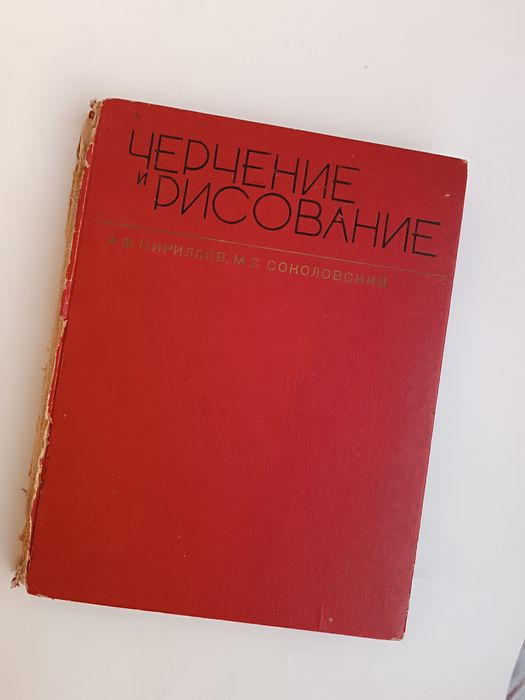 ЧЕРЧЕНИЕ
и РИСОВАНИЕ
А. Ф. КИРИЛЛОВ, М. С. СОКОЛОВСКИЙ